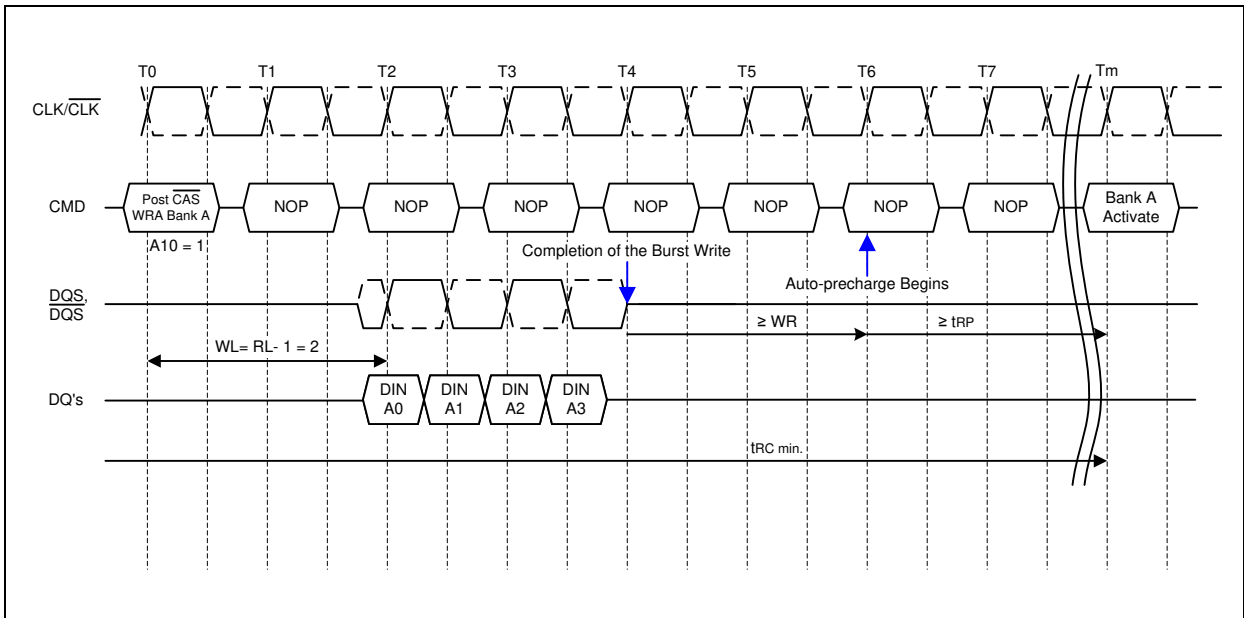 T0 T1 T2 T3 T4 T5 T6 T7 Tm
CLK/CLK
CMD
Post CAS
WRA Bank A
NOP NOP NOP NOP NOP NOP NOP
Bank A
Activate
A10 = 1
Completion of the Burst Write
Auto-precharge Begins
DQS,
DQS
≥ WR
≥ tRP
WL= RL- 1 = 2
DQ's
DIN
A0
DIN
A1
DIN
A2
DIN
A3
tRC min.